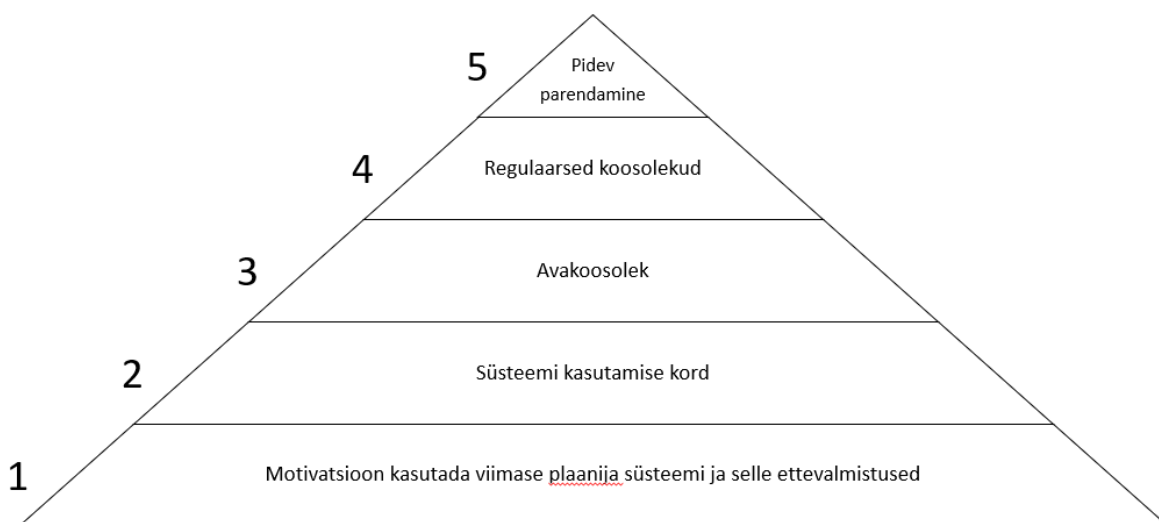 5
Pidev
parendamine
4
Regulaarsed koosolekud
3
Avakoosolek
2
Süsteemi kasutamise kord
1
Motivatsioon kasutada viimase plaanija süsteemi ja selle ettevalmistused